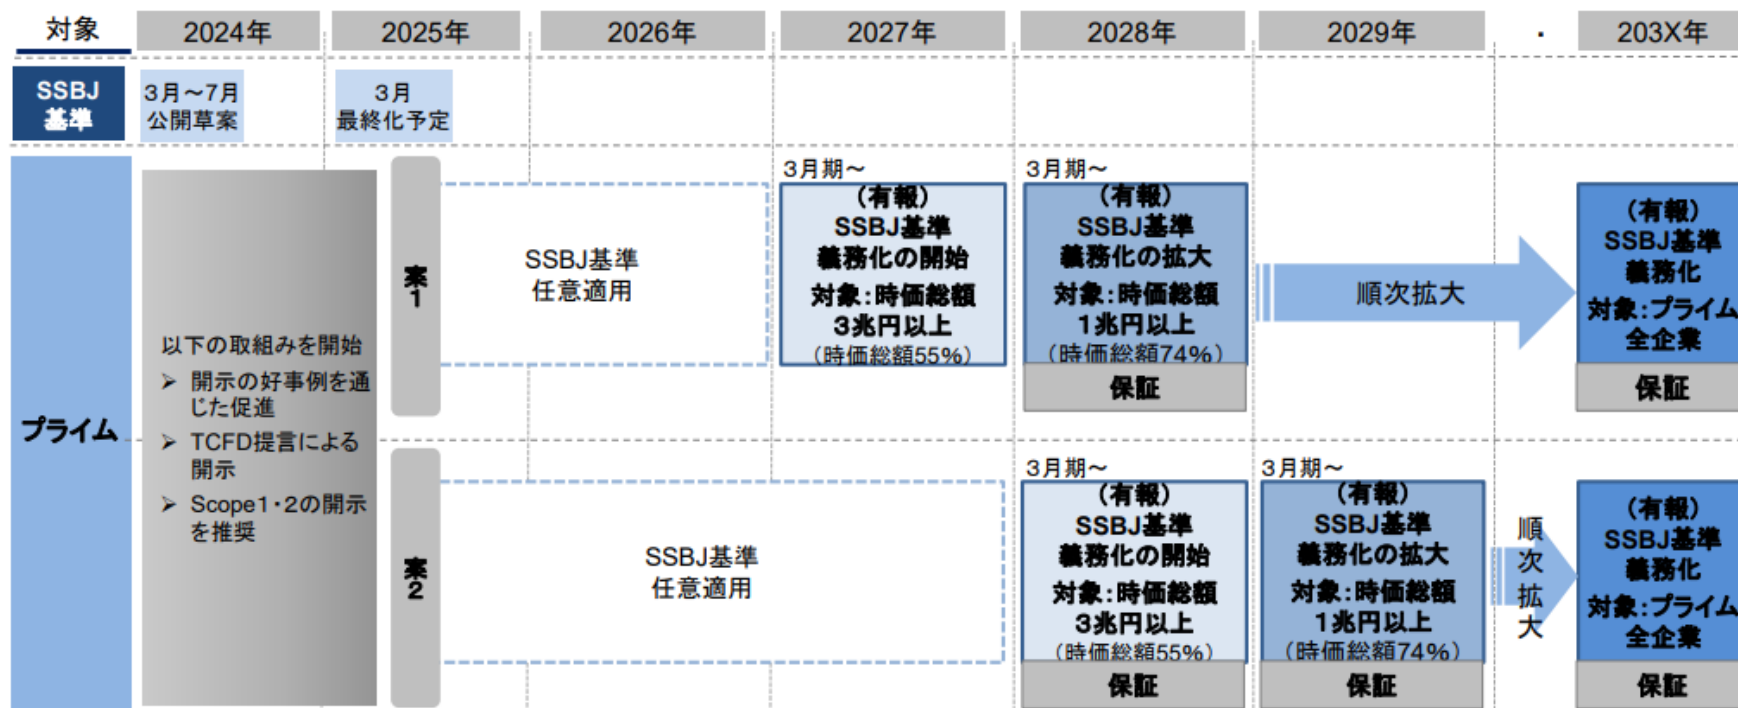 対象
2024年
2025年
2026年
2027年
2028年
2029年
・
203X年
SSBJ
基準
3月～7月
公開草案
3月
最終化予定
プライム
以下の取組みを開始
➢ 開示の好事例を通
じた促進
➢ TCFD提言による
開示
➢ Scope1・2の開示
を推奨
案1
SSBJ基準
任意適用
3月期～
（有報）
SSBJ基準
義務化の開始
対象：時価総額
3兆円以上
（時価総額55%）
3月期～
（有報）
SSBJ基準
義務化の拡大
対象：時価総額
1兆円以上
（時価総額74%）
保証
順次拡大
（有報）
SSBJ基準
義務化
対象：プライム
全企業
保証
案2
SSBJ基準
任意適用
3月期～
（有報）
SSBJ基準
義務化の開始
対象：時価総額
3兆円以上
（時価総額55%）
保証
3月期～
（有報）
SSBJ基準
義務化の拡大
対象：時価総額
1兆円以上
（時価総額74%）
保証
順次拡大
（有報）
SSBJ基準
義務化
対象：プライム
全企業
保証